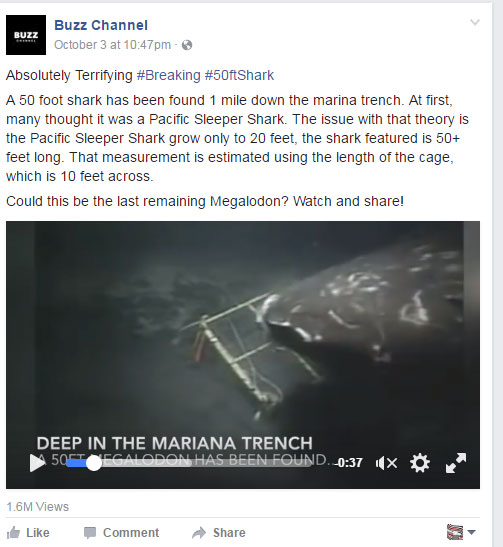 BUZZ
CHANNEL
Buzz Channel
October 3 at 10:47pm ·
Absolutely Terrifying #Breaking #50ftShark
A 50 foot shark has been found 1 mile down the marina trench. At first,
many thought it was a Pacific Sleeper Shark. The issue with that theory is
the Pacific Sleeper Shark grow only to 20 feet, the shark featured is 50+
feet long. That measurement is estimated using the length of the cage,
which is 10 feet across.
Could this be the last remaining Megalodon? Watch and share!
DEEP IN THE MARIANA TRENCH
A 50FT MEGALODON HAS BEEN FOUND...
-0:37
1.6M Views
Like Comment Share